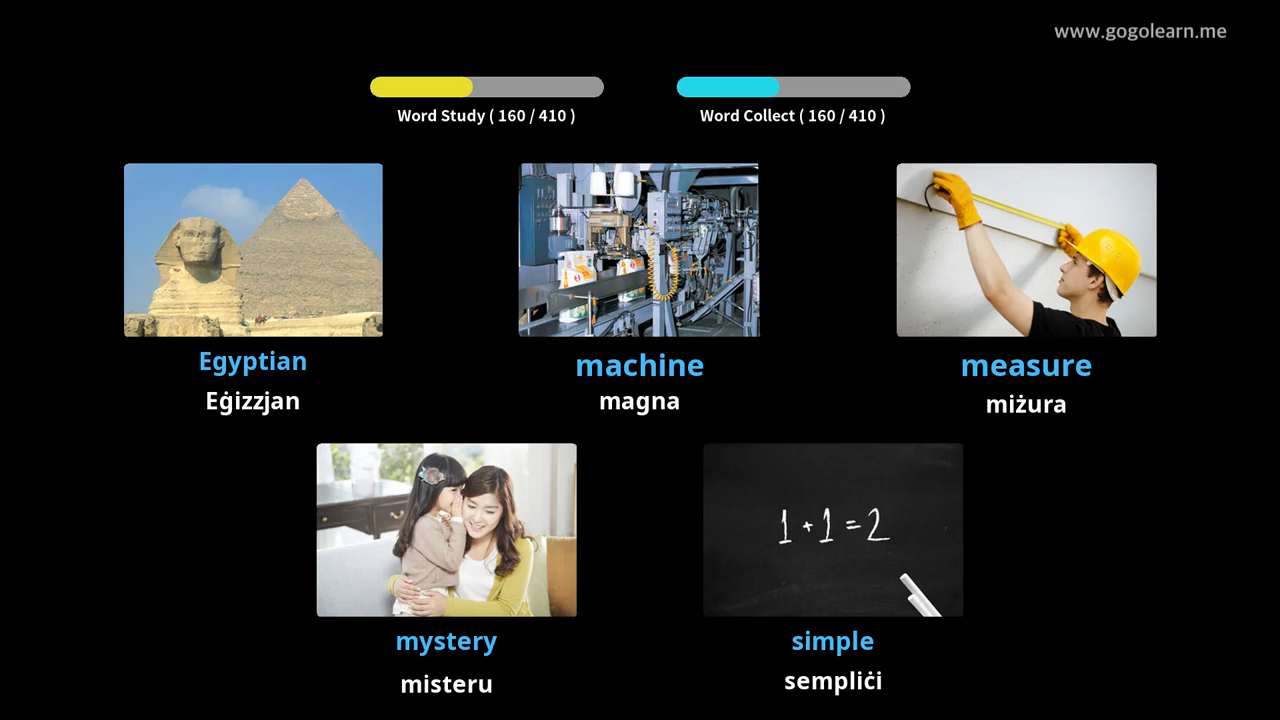 www.gogolearn.me
Word Study ( 160 / 410 )
Word Collect ( 160 / 410 )
Egyptian
Eġizzjan
machine
magna
measure
miżura
1 + 1 = 2
mystery
misteru
simple
sempliċi